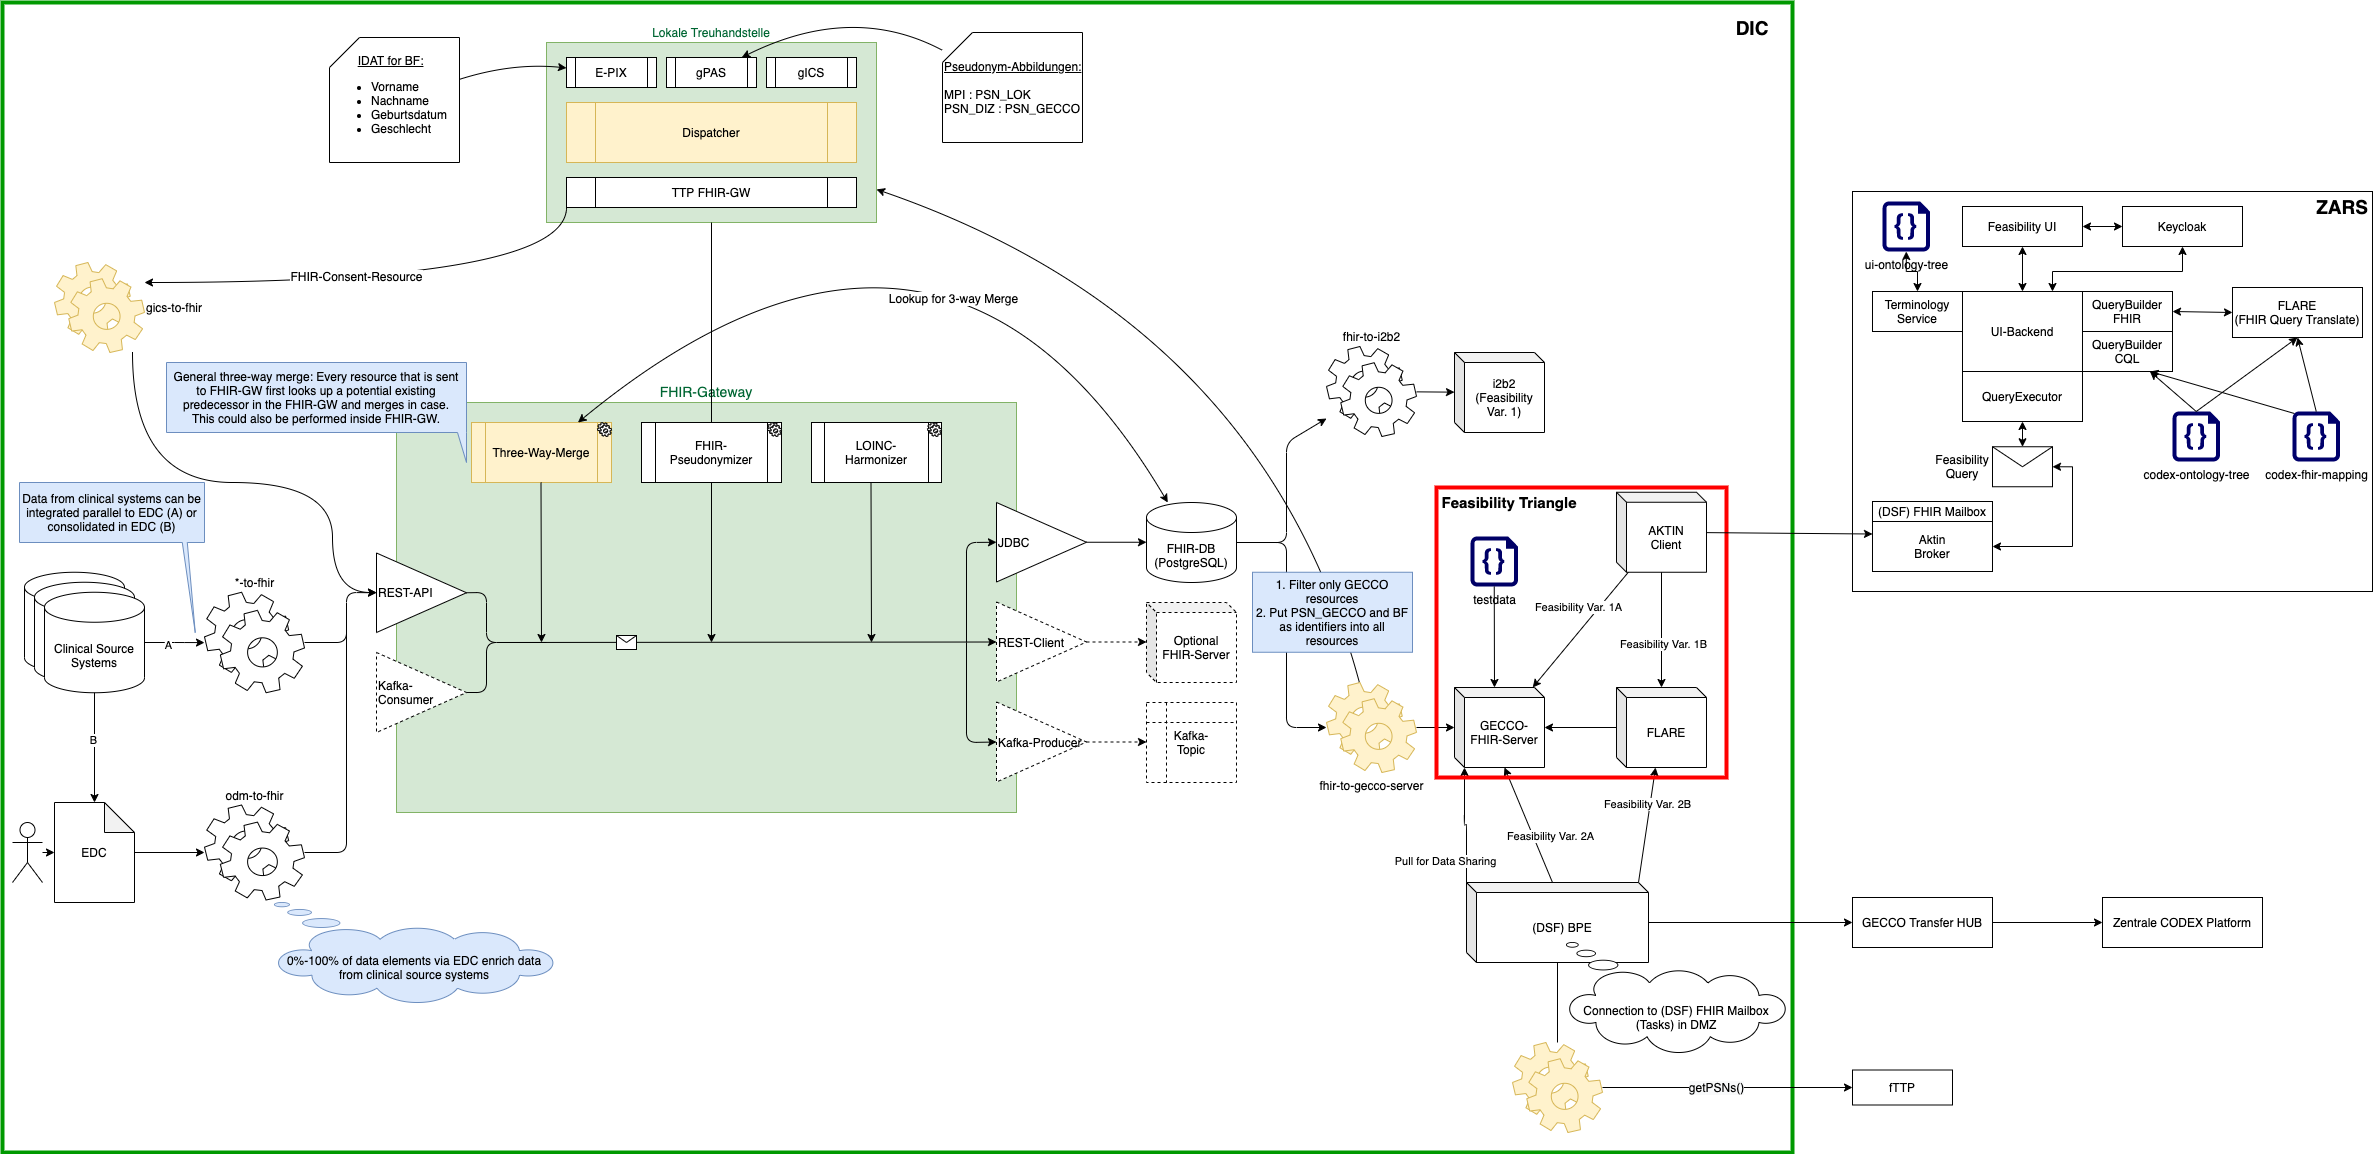 DIC
Lokale Treuhandstelle
IDAT for BF:
Vorname
Nachname
Geburtsdatum
Geschlecht
E-PIX
gPAS
gICS
Dispatcher
TTP FHIR-GW
Pseudonym-Abbildungen:
MPI : PSN_LOK
PSN_DIZ : PSN_GECCO
FHIR-Consent-Resource
gics-to-fhir
Lookup for 3-way Merge
General three-way merge: Every resource that is sent
to FHIR-GW first looks up a potential existing
predecessor in the FHIR-GW and merges in case.
This could also be performed inside FHIR-GW.
FHIR-Gateway
Three-Way-Merge
FHIR-
Pseudonymizer
LOINC-
Harmonizer
Data from clinical systems can be
integrated parallel to EDC (A) or
consolidated in EDC (B)
Clinical Source
Systems
A
B
*-to-fhir
REST-API
Kafka-
Consumer
EDC
odm-to-fhir
0%-100% of data elements via EDC enrich data
from clinical source systems
JDBC
REST-Client
Kafka-Producer
FHIR-DB
(PostgreSQL)
Optional
FHIR-Server
Kafka-
Topic
fhir-to-i2b2
i2b2
(Feasibility
Var. 1)
1. Filter only GECCO
resources
2. Put PSN_GECCO and BF
as identifiers into all
resources
fhir-to-gecco-server
Feasibility Triangle
AKTIN
Client
testdata
Feasibility Var. 1A
Feasibility Var. 1B
GECCO-
FHIR-Server
FLARE
Feasibility Var. 2B
Feasibility Var. 2A
Pull for Data Sharing
(DSF) BPE
Connection to (DSF) FHIR Mailbox
(Tasks) in DMZ
getPSNs()
fTTP
GECCO Transfer HUB
Zentrale CODEX Platform
ZARS
{}
ui-ontology-tree
Feasibility UI
Keycloak
Terminology
Service
UI-Backend
QueryBuilder
FHIR
QueryBuilder
CQL
FLARE
(FHIR Query Translate)
QueryExecutor
Feasibility
Query
{}
codex-ontology-tree
{}
codex-fhir-mapping
(DSF) FHIR Mailbox
Aktin
Broker
{}